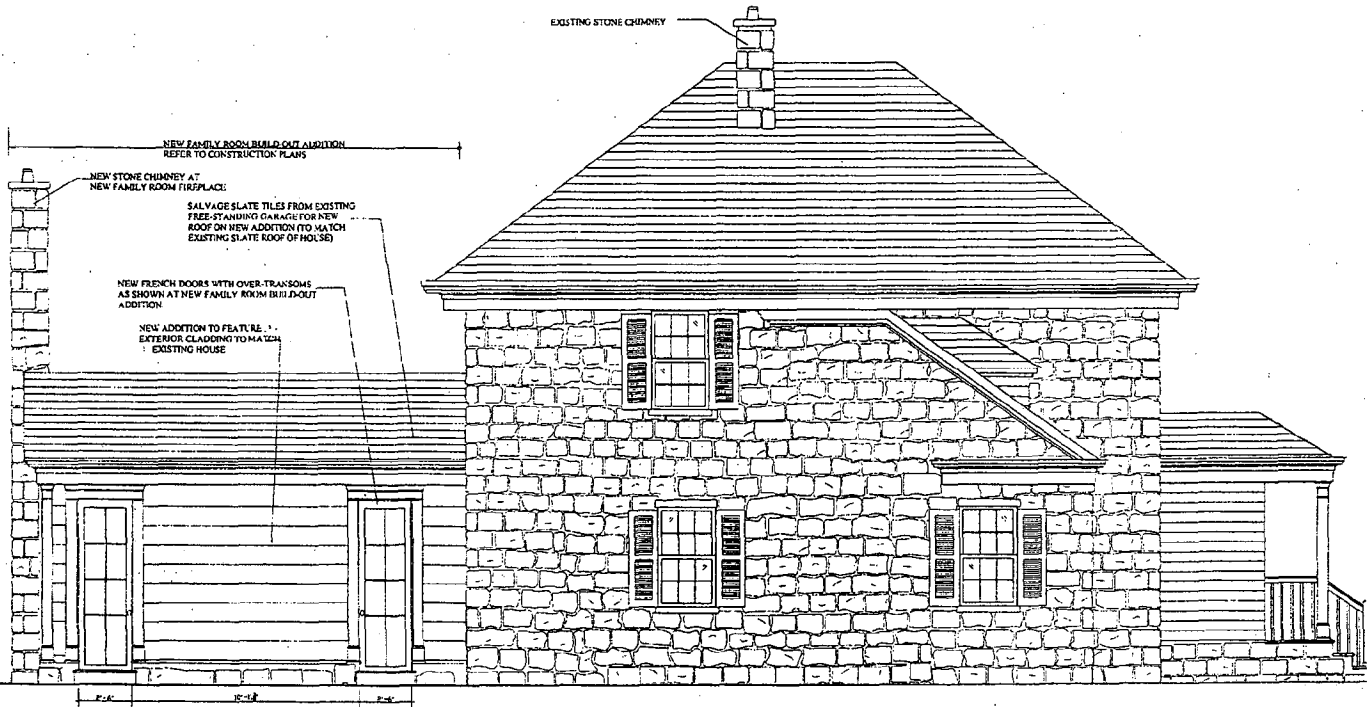 EXISTING STONE CHIMNEY
NEW FAMILY ROOM BUILD-OUT ADDITION
REFER TO CONSTRUCTION PLANS
NEW STONE CHIMNEY AT
NEW FAMILY ROOM FIREPLACE
SALVAGE SLATE TILES FROM EXISTING
FREE-STANDING GARAGE FOR NEW
ROOF ON NEW ADDITION (TO MATCH
EXISTING SLATE ROOF OF HOUSE)
NEW FRENCH DOORS WITH OVER-TRANSOMS
AS SHOWN AT NEW FAMILY ROOM BUILD-OUT
ADDITION
NEW ADDITION TO FEATURE
EXTERIOR CLADDING TO MATCH
EXISTING HOUSE